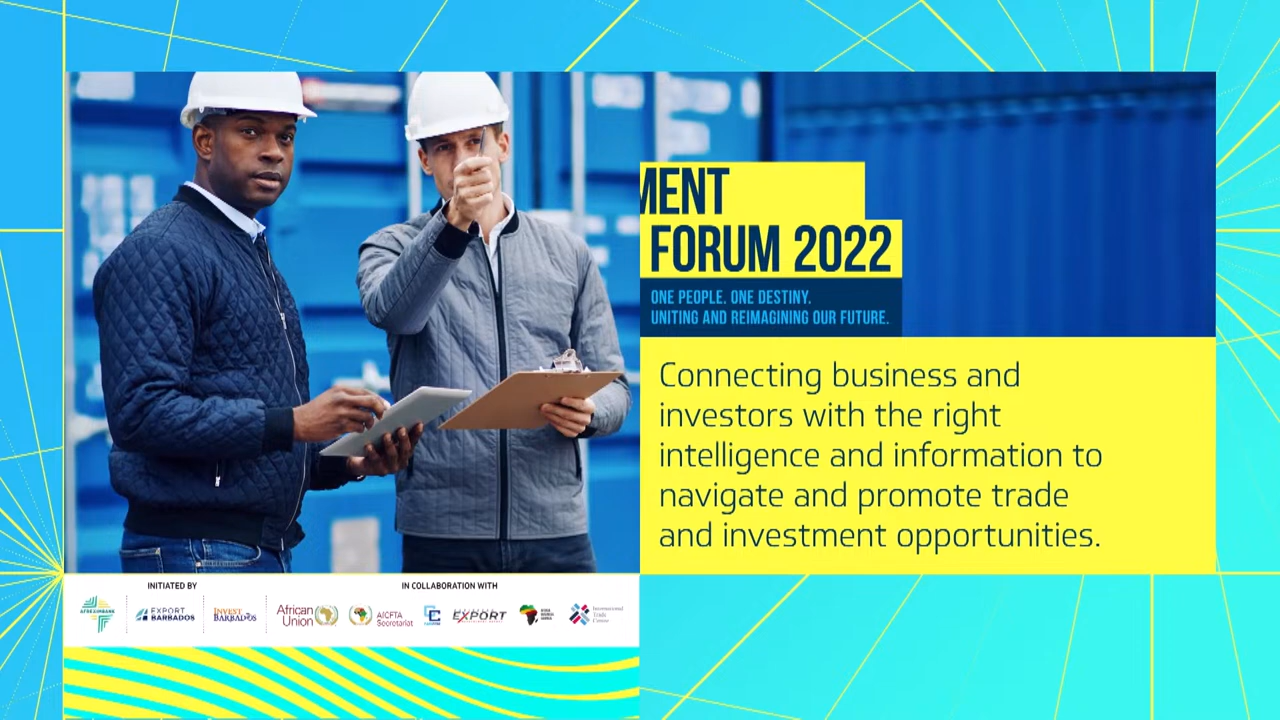 MENT
FORUM 2022
ONE PEOPLE. ONE DESTINY.
UNITING AND REIMAGINING OUR FUTURE.
Connecting business and
investors with the right
intelligence and information to
navigate and promote trade
and investment opportunities.
INITIATED BY
IN COLLABORATION WITH
AFREXIMBANK
EXPORT
BARBADOS
INVEST
BARBADOS
African
Union
AfCFTA
Secretariat
EXPORT
International
Trade
Centre